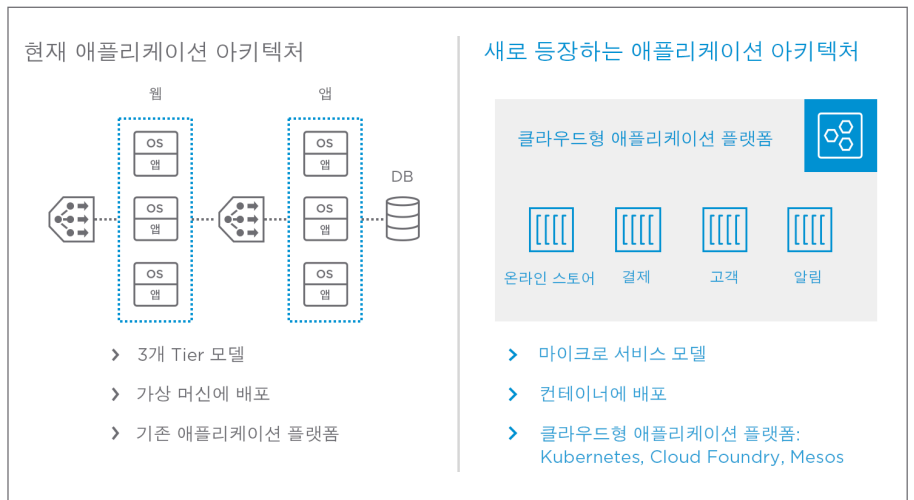 현재 애플리케이션 아키텍처
웹
앱
OS
앱
OS
앱
OS
앱
OS
앱
OS
앱
OS
앱
DB
3개 Tier 모델
가상 머신에 배포
기존 애플리케이션 플랫폼
새로 등장하는 애플리케이션 아키텍처
클라우드형 애플리케이션 플랫폼
온라인 스토어
결제
고객
알림
마이크로 서비스 모델
컨테이너에 배포
클라우드형 애플리케이션 플랫폼:
Kubernetes, Cloud Foundry, Mesos